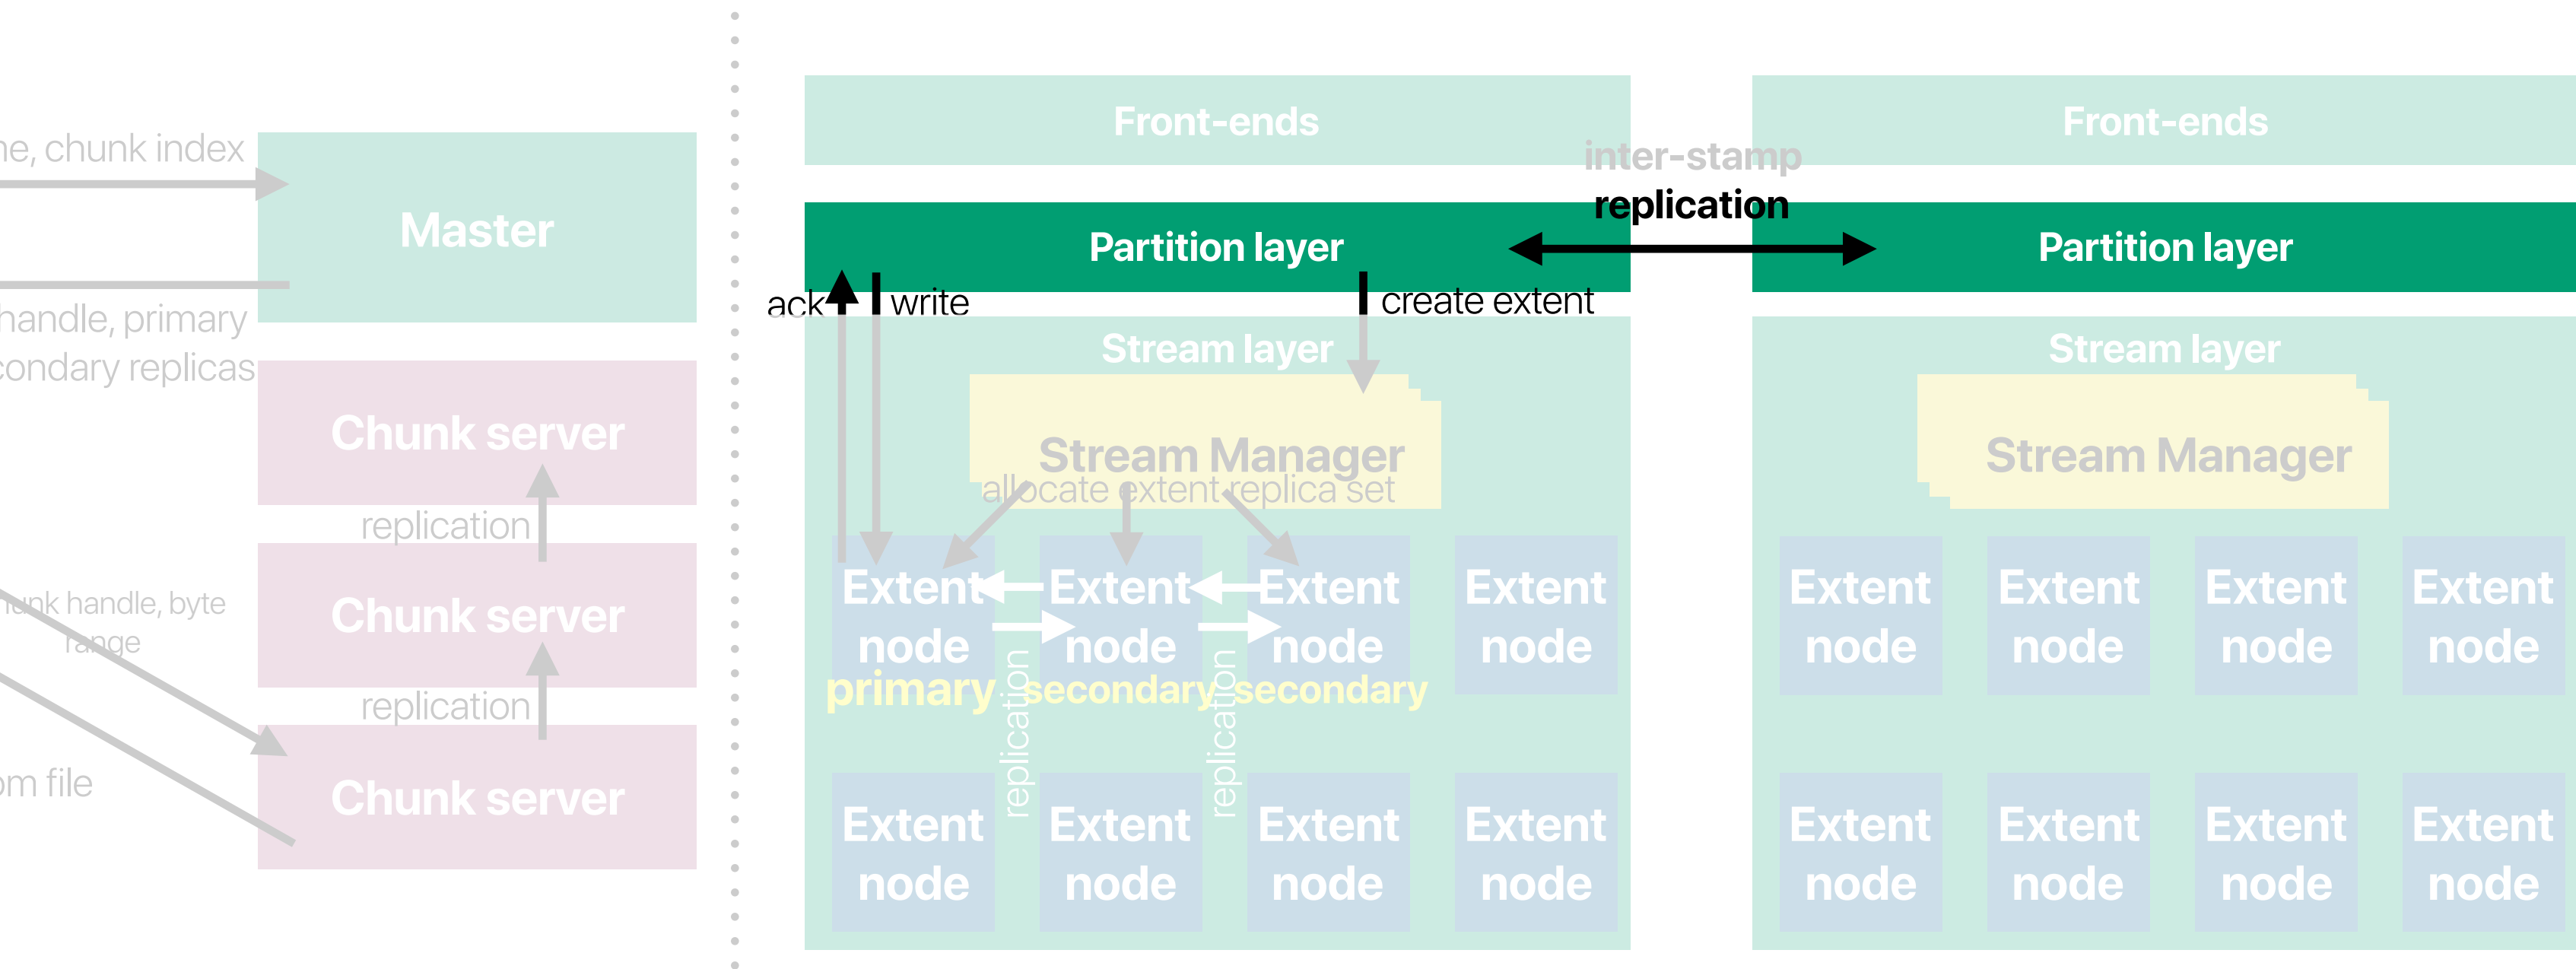 chunk index
Master
handle, primary
replicas
Chunk server
replication
Chunk server
handle, byte
range
replication
Chunk server
file
Front-ends
Front-ends
inter-stamp
replication
Partition layer
Partition layer
ack
write
create extent
Stream layer
Stream Manager
allocate extent replica set
Stream layer
Stream Manager
Extent
node
primary
Extent
node
secondary
Extent
node
secondary
Extent
node
replication
replication
Extent
node
Extent
node
Extent
node
Extent
node
Extent
node
Extent
node
Extent
node
Extent
node
Extent
node
Extent
node
Extent
node
Extent
node